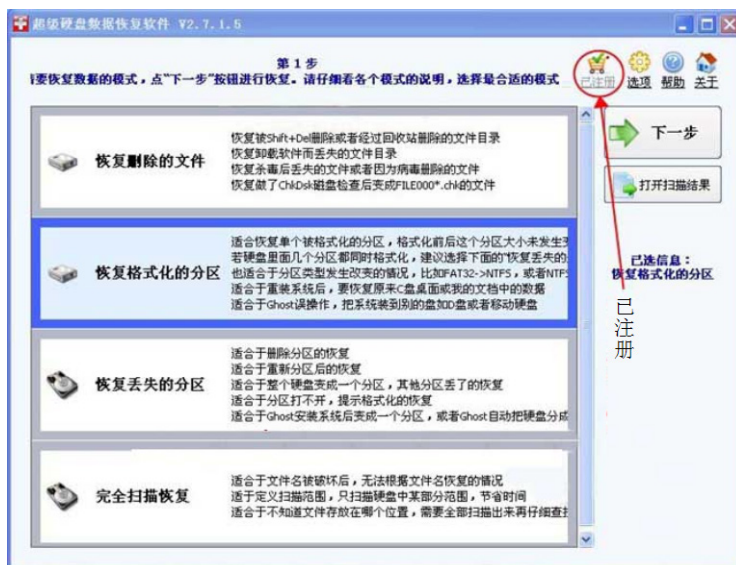 超级硬盘数据恢复软件 V2.7.1.5
第 1 步
要恢复数据的模式，点"下一步"按钮进行恢复。请仔细看各个模式的说明，选择最合适的模式
已注册
选项
帮助
关于
恢复删除的文件
恢复被Shift+Del删除或者经过回收站删除的文件目录
恢复卸载软件而丢失的文件目录
恢复杀毒后丢失的文件或者因为病毒删除的文件
恢复做了ChkDsk磁盘检查后变成FILE000*.chk的文件
恢复格式化的分区
适合恢复单个被格式化的分区，格式化前后这个分区大小未发生
若硬盘里面几个分区都同时格式化，建议选择下面的"恢复丢失的分
也适合于分区类型发生改变的情况，比如FAT32->NTFS，或者NTFS
适合于重装系统后，要恢复原来C盘桌面或我的文档中的数据
适合于Ghost误操作，把系统装到别的盘如D盘或者移动硬盘
恢复丢失的分区
适合于删除分区的恢复
适合于重新分区后的恢复
适合于整个硬盘变成一个分区，其他分区丢了的恢复
适合于分区打不开，提示格式化的恢复
适合于Ghost安装系统后变成一个分区，或者Ghost自动把硬盘分成
完全扫描恢复
适合于文件名被破坏后，无法根据文件名恢复的情况
适于定义扫描范围，只扫描硬盘中某部分范围，节省时间
适合于不知道文件存放在哪个位置，需要全部扫描出来再仔细查
下一步
打开扫描结果
已选信息：
恢复格式化的分区
已注册